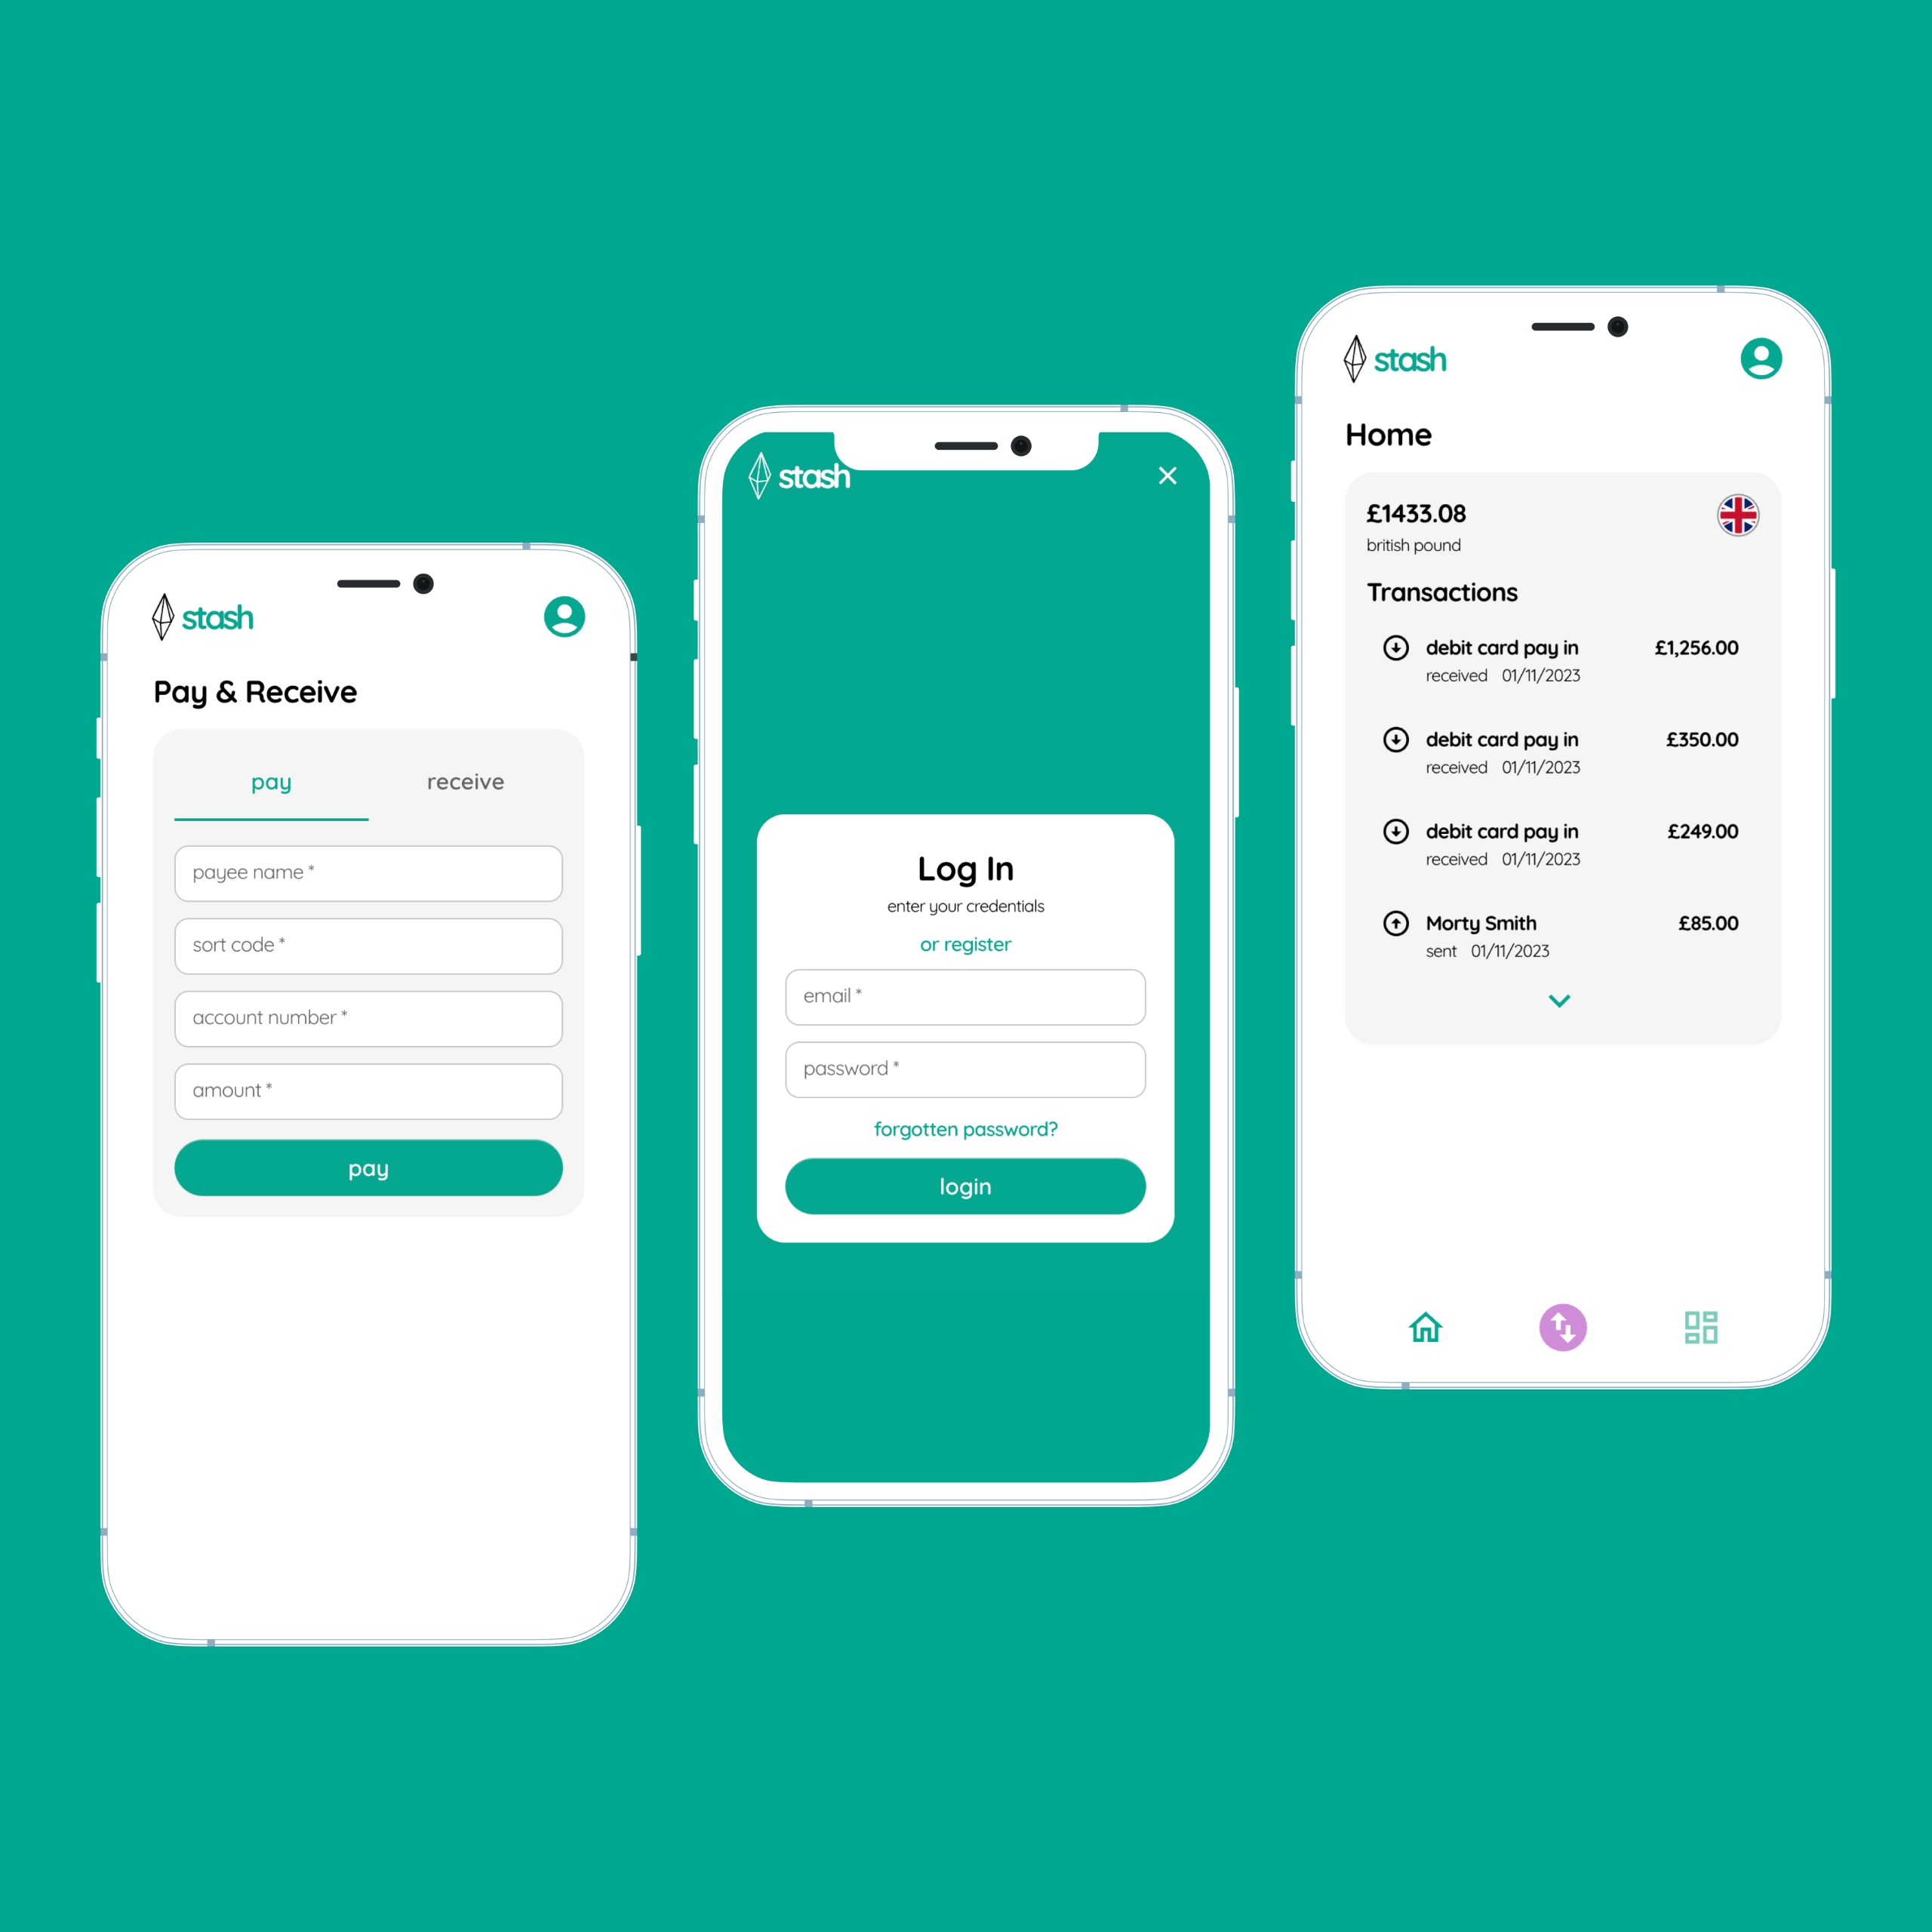 stash
Pay & Receive
pay receive
payee name *
sort code *
account number *
amount *
pay
stash
Log In
enter your credentials
or register
email *
password *
forgotten password?
login
stash
Home
£1433.08
british pound
Transactions
debit card pay in £1,256.00
received 01/11/2023
debit card pay in £350.00
received 01/11/2023
debit card pay in £249.00
received 01/11/2023
Morty Smith £85.00
sent 01/11/2023